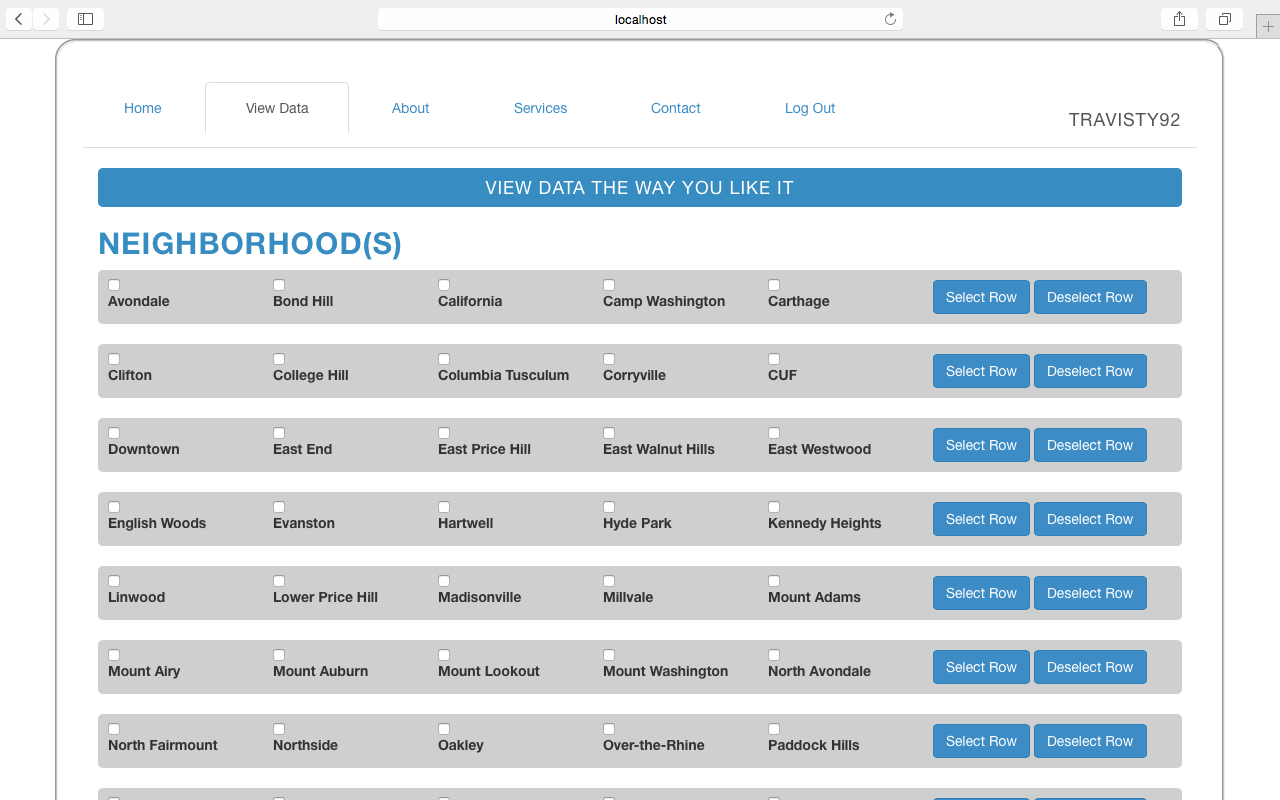 localhost
Home View Data About Services Contact Log Out
TRAVISTY92
VIEW DATA THE WAY YOU LIKE IT
NEIGHBORHOOD(S)
Avondale Bond Hill California Camp Washington Carthage Select Row Deselect Row
Clifton College Hill Columbia Tusculum Corryville CUF Select Row Deselect Row
Downtown East End East Price Hill East Walnut Hills East Westwood Select Row Deselect Row
English Woods Evanston Hartwell Hyde Park Kennedy Heights Select Row Deselect Row
Linwood Lower Price Hill Madisonville Millvale Mount Adams Select Row Deselect Row
Mount Airy Mount Auburn Mount Lookout Mount Washington North Avondale Select Row Deselect Row
North Fairmount Northside Oakley Over-the-Rhine Paddock Hills Select Row Deselect Row